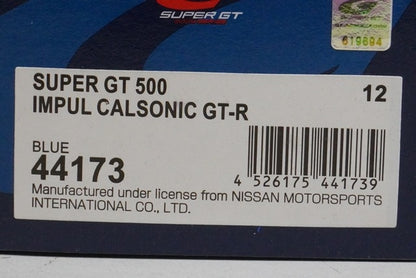 SUPER GT
619694
SUPER GT 500
12
IMPUL CALSONIC GT-R
BLUE
44173
4 526175 441739
Manufactured under license from NISSAN MOTORSPORTS
INTERNATIONAL CO., LTD.